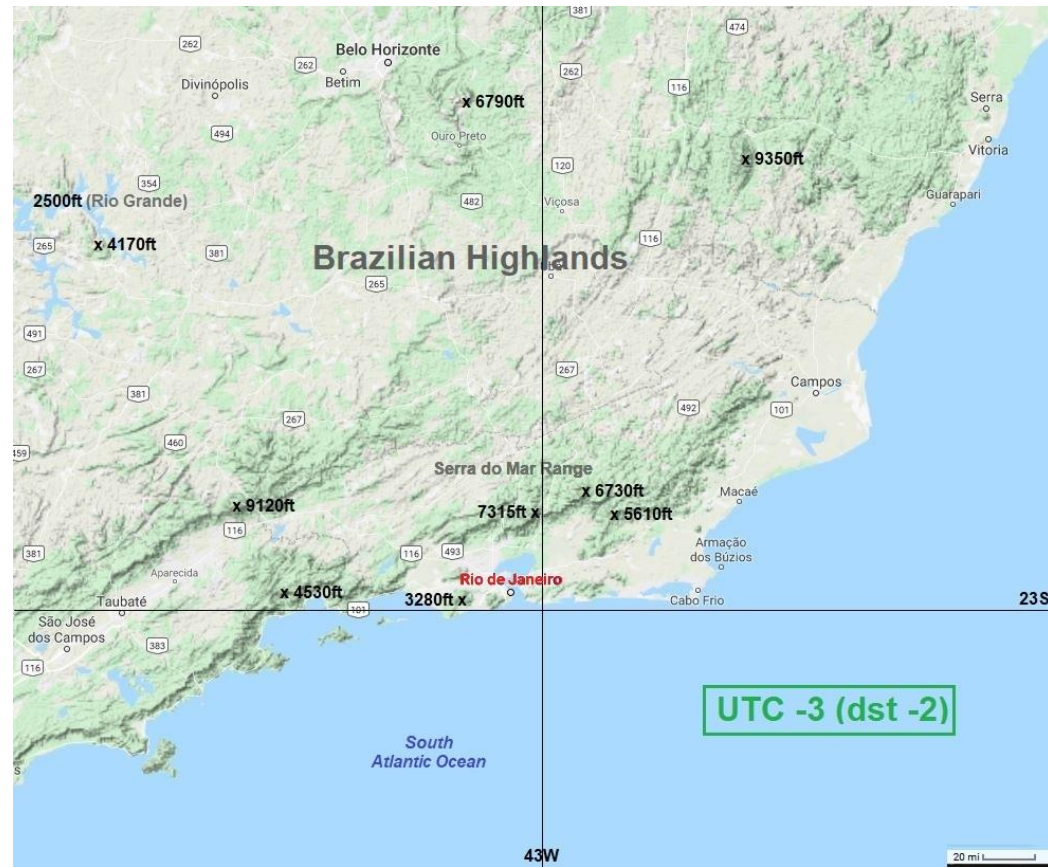 381
474
262
Belo Horizonte
262
Betim
262
116
Divinópolis
x 6790ft
Serra
494
Ouro Preto
Vitoria
x 9350ft
120
354
2500ft (Rio Grande)
482
Viçosa
Guarapari
265
x 4170ft
381
116
Brazilian Highlands
265
491
267
267
Campos
381
492
101
267
460
459
Serra do Mar Range
x 6730ft
Macaé
x 9120ft
7315ft x
x 5610ft
116
381
116
493
Armação
dos Búzios
Aparecida
Rio de Janeiro
x 4530ft
3280ft x
Cabo Frio
23S
Taubaté
101
São José
dos Campos
383
116
UTC -3 (dst -2)
South
Atlantic Ocean
s
43W
20 mi